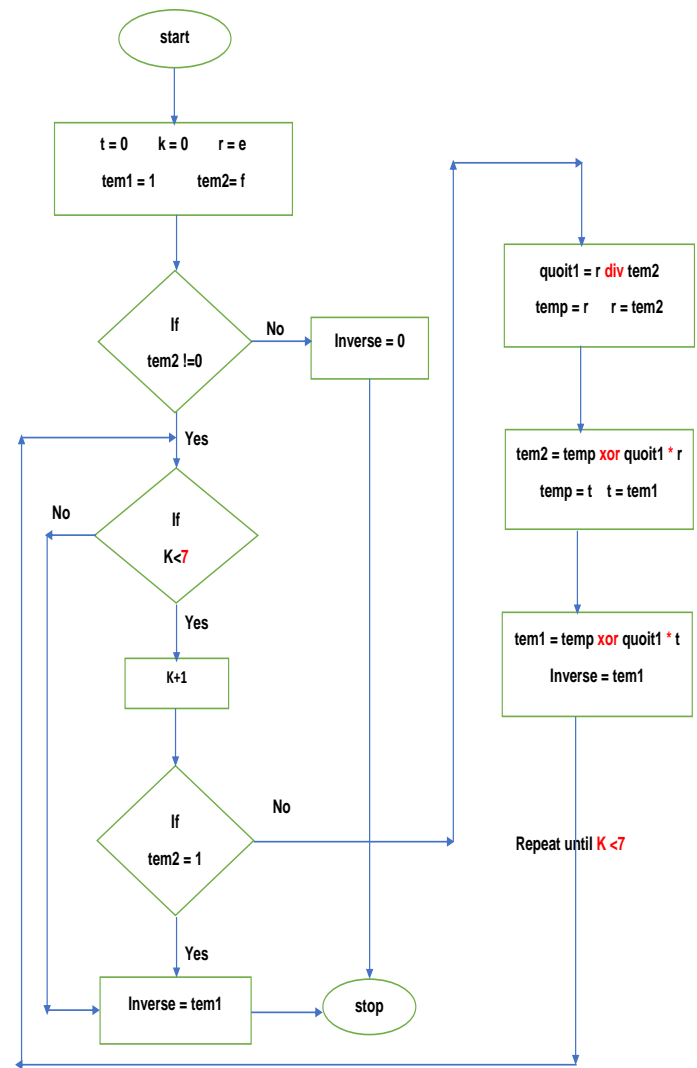 start
t = 0 k = 0 r = e
tem1 = 1 tem2= f
If
tem2 !=0
No
Inverse = 0
Yes
If
K<7
No
Yes
K+1
If
tem2 = 1
No
Yes
Inverse = tem1
stop
quoit1 = r div tem2
temp = r r = tem2
tem2 = temp xor quoit1 * r
temp = t t = tem1
tem1 = temp xor quoit1 * t
Inverse = tem1
Repeat until K <7